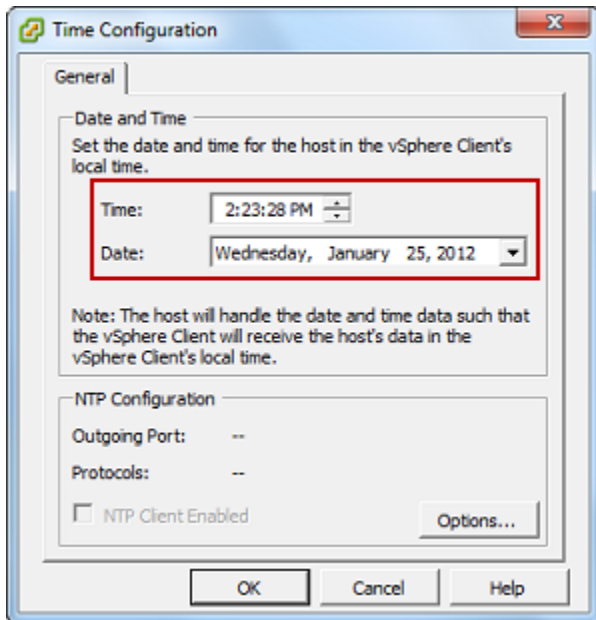 Time Configuration
General
Date and Time
Set the date and time for the host in the vSphere Client's
local time.
Time: 2:23:28 PM
Date: Wednesday, January 25, 2012
Note: The host will handle the date and time data such that
the vSphere Client will receive the host's data in the
vSphere Client's local time.
NTP Configuration
Outgoing Port: --
Protocols: --
NTP Client Enabled
Options...
OK Cancel Help